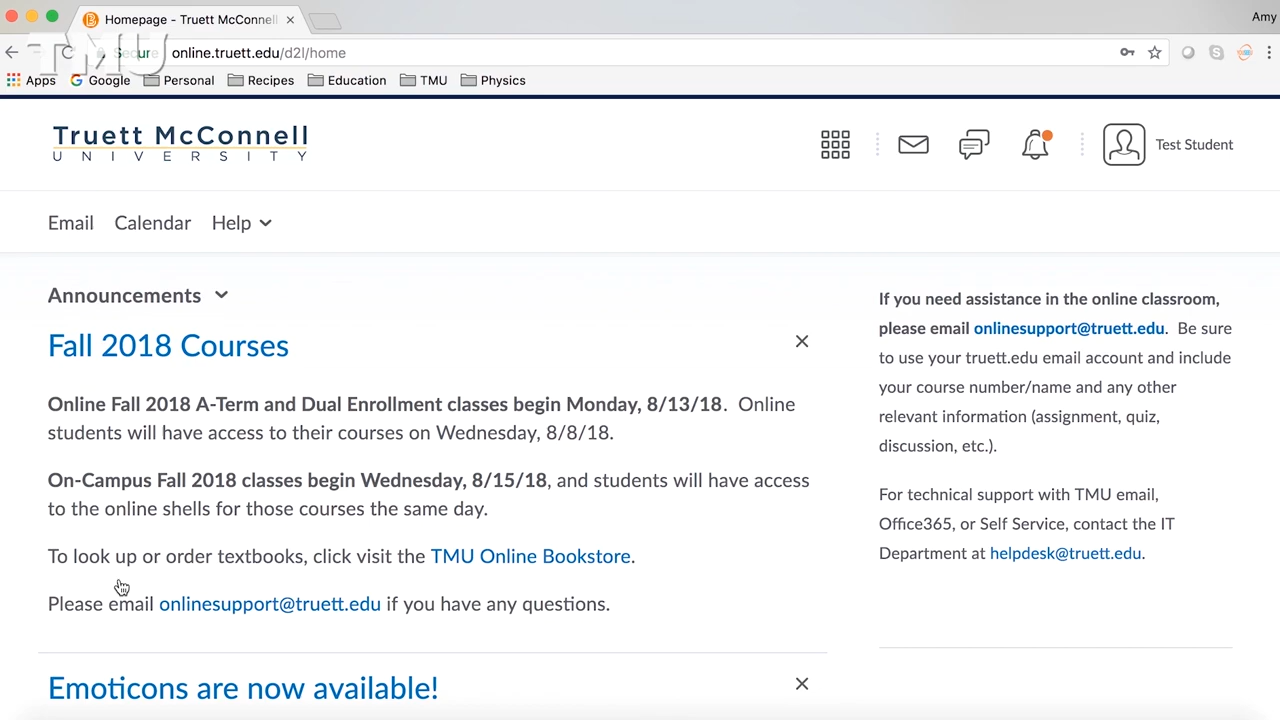 Homepage - Truett McConnell
Amy
TMU
Secure online.truett.edu/d2l/home
Apps Google Personal Recipes Education TMU Physics
Truett McConnell
UNIVERSITY
Test Student
Email Calendar Help
Announcements
Fall 2018 Courses
Online Fall 2018 A-Term and Dual Enrollment classes begin Monday, 8/13/18. Online
students will have access to their courses on Wednesday, 8/8/18.
On-Campus Fall 2018 classes begin Wednesday, 8/15/18, and students will have access
to the online shells for those courses the same day.
To look up or order textbooks, click visit the TMU Online Bookstore.
Please email onlinesupport@truett.edu if you have any questions.
Emoticons are now available!
If you need assistance in the online classroom,
please email onlinesupport@truett.edu. Be sure
to use your truett.edu email account and include
your course number/name and any other
relevant information (assignment, quiz,
discussion, etc.).
For technical support with TMU email,
Office365, or Self Service, contact the IT
Department at helpdesk@truett.edu.